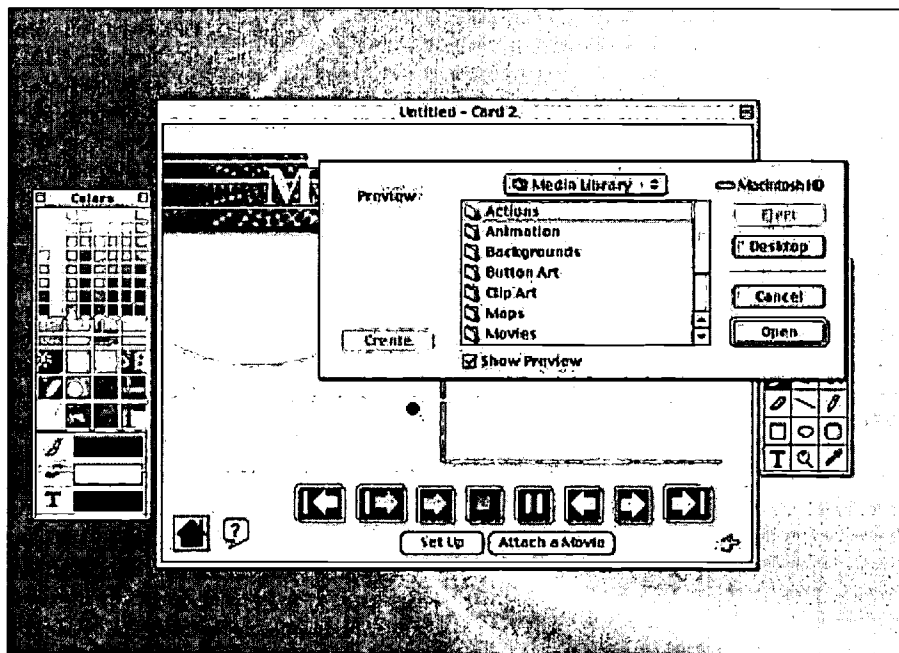 Untitled - Card 2
M
Colors
Preview
Media Library
Macintosh HD
Actions
Animation
Backgrounds
Button Art
Clip Art
Maps
Movies
Eject
Desktop
Cancel
Open
Create
Show Preview
T
T
?
Set Up
Attach a Movie